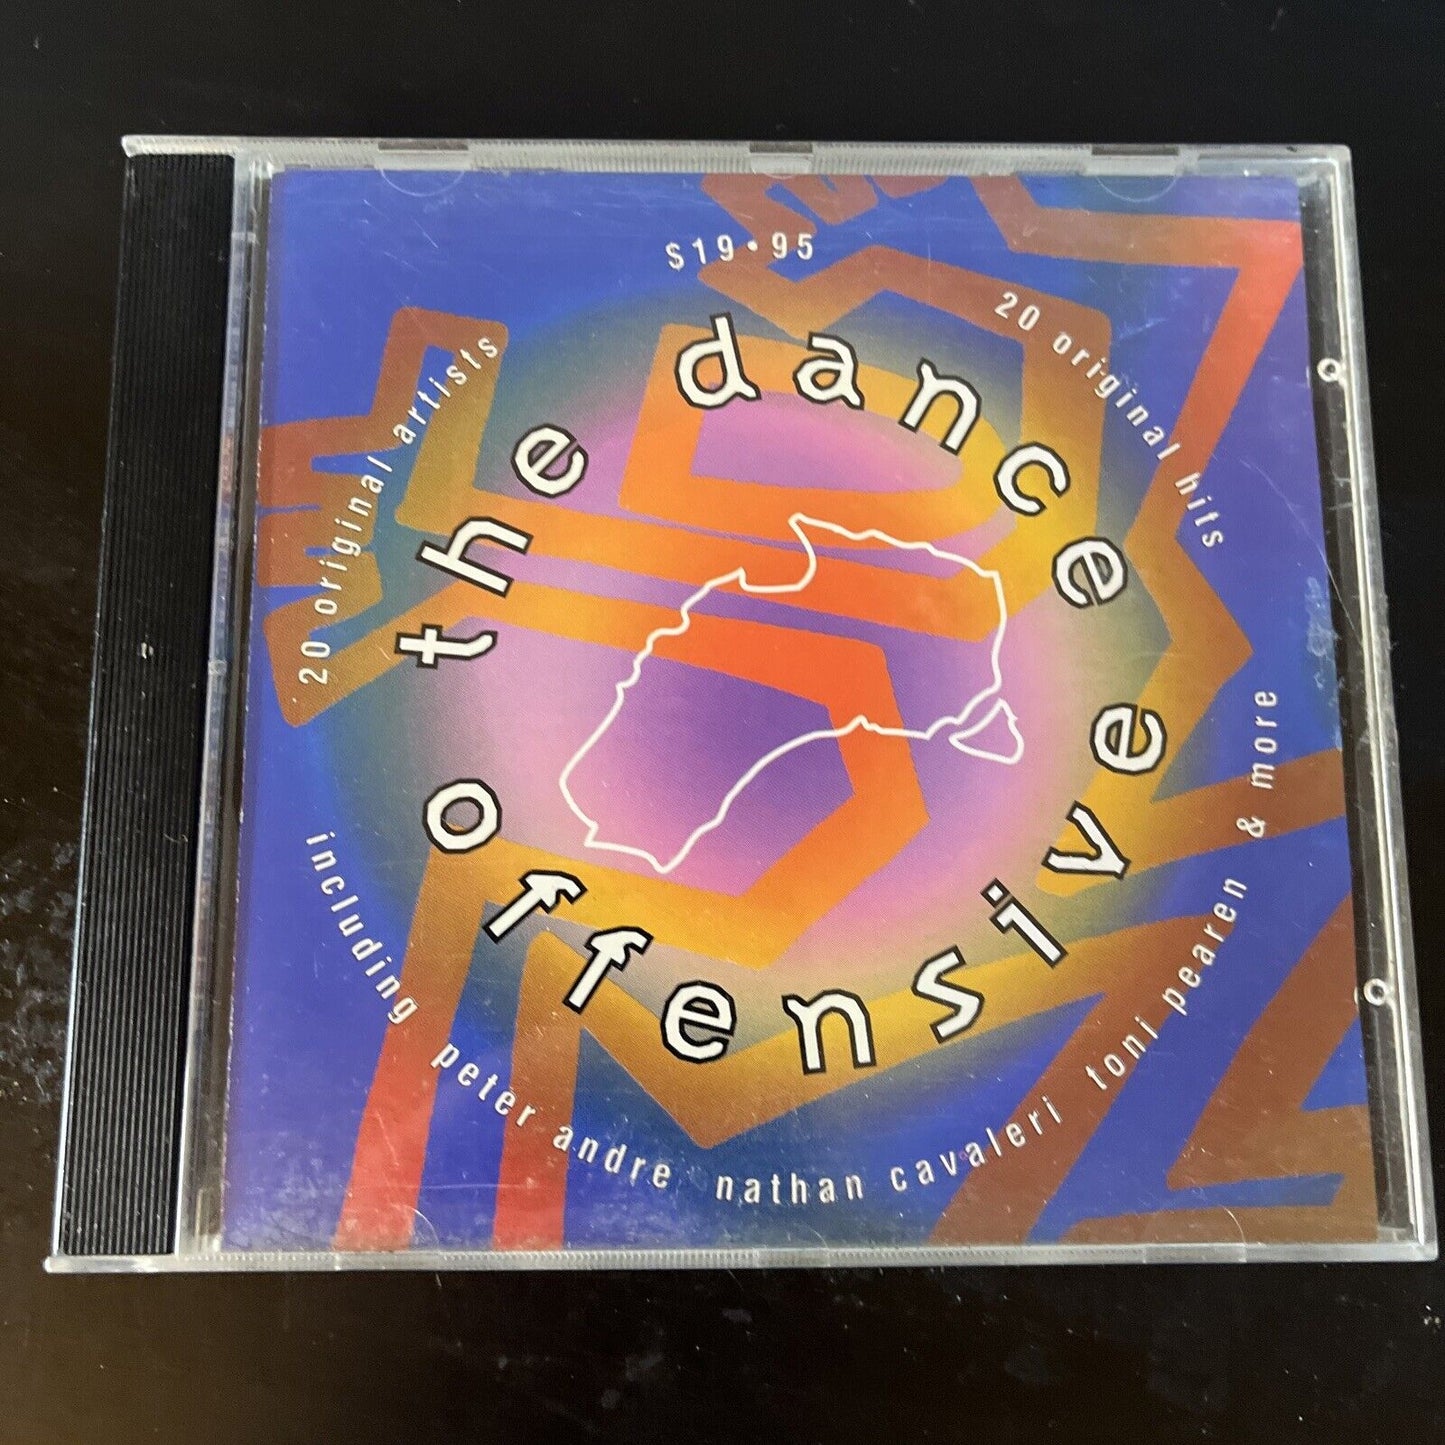 $19·95
20 original artists
20 original hits
the dance
offensive
including peter andre nathan cavaleri toni pearen & more